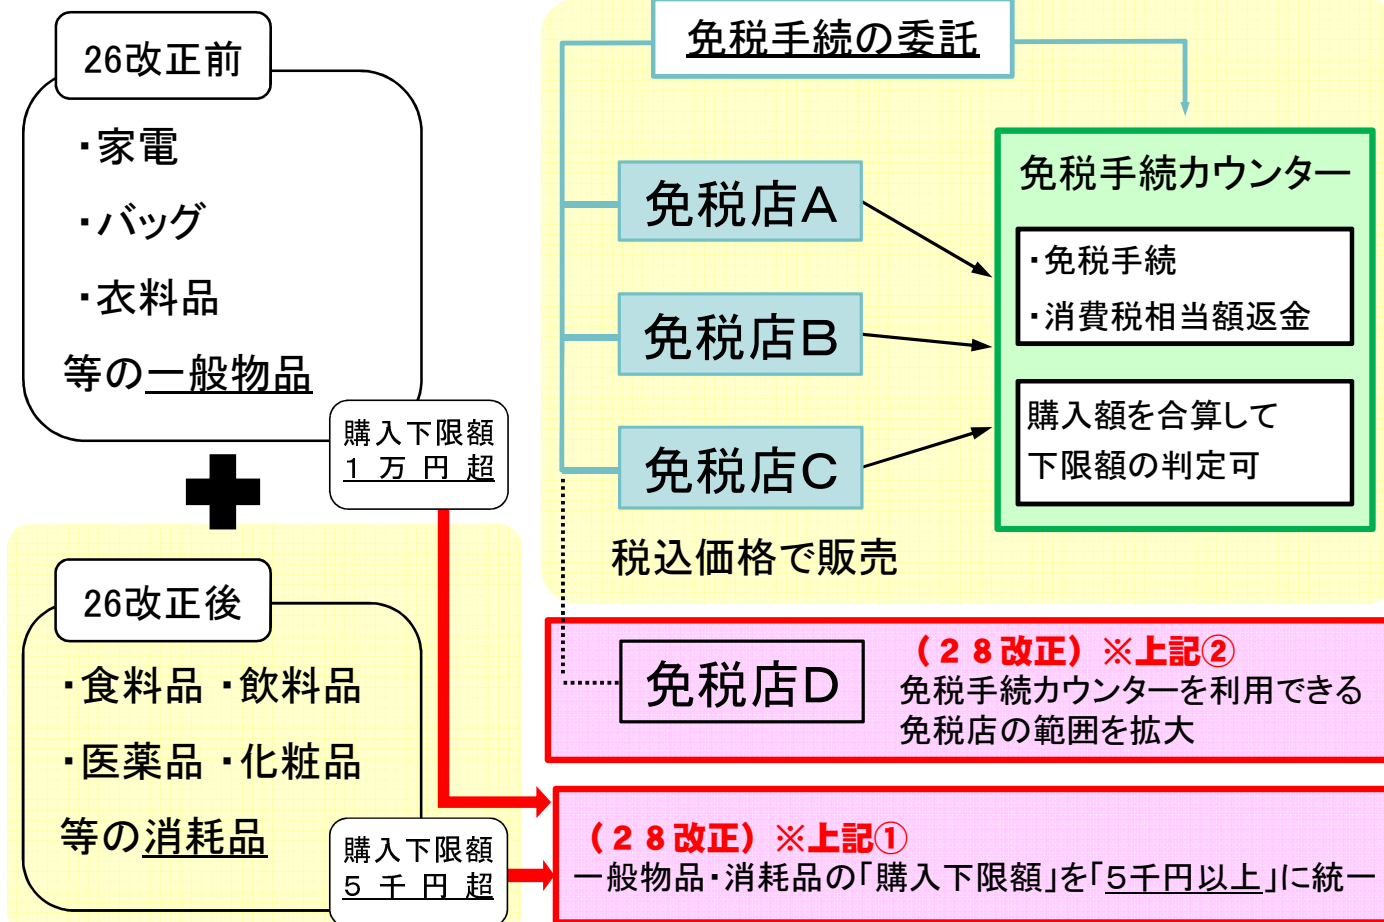 26改正前
・家電
・バッグ
・衣料品
等の一般物品
購入下限額
1万円超
26改正後
・食料品 ・飲料品
・医薬品 ・化粧品
等の消耗品
購入下限額
5千円超
免税手続の委託
免税店A
免税店B
免税店C
税込価格で販売
免税手続カウンター
・免税手続
・消費税相当額返金
購入額を合算して
下限額の判定可
免税店D
(28改正)※上記②
免税手続カウンターを利用できる
免税店の範囲を拡大
(28改正)※上記①
一般物品・消耗品の「購入下限額」を「5千円以上」に統一